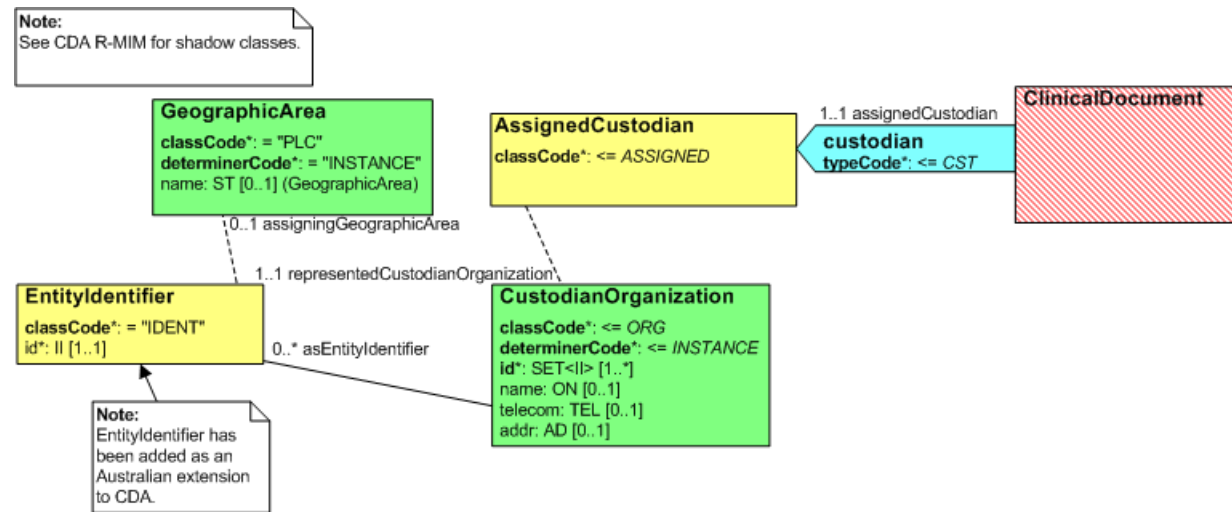 Note:
See CDA R-MIM for shadow classes.
GeographicArea
classCode*: = "PLC"
determinerCode*: = "INSTANCE"
name: ST [0..1] (GeographicArea)
AssignedCustodian
classCode*: <= ASSIGNED
1..1 assignedCustodian
custodian
typeCode*: <= CST
ClinicalDocument
0..1 assigningGeographicArea
1..1 representedCustodianOrganization
EntityIdentifier
classCode*: = "IDENT"
id*: II [1..1]
0..* asEntityIdentifier
CustodianOrganization
classCode*: <= ORG
determinerCode*: <= INSTANCE
id*: SET<II> [1..*]
name: ON [0..1]
telecom: TEL [0..1]
addr: AD [0..1]
Note:
EntityIdentifier has
been added as an
Australian extension
to CDA.